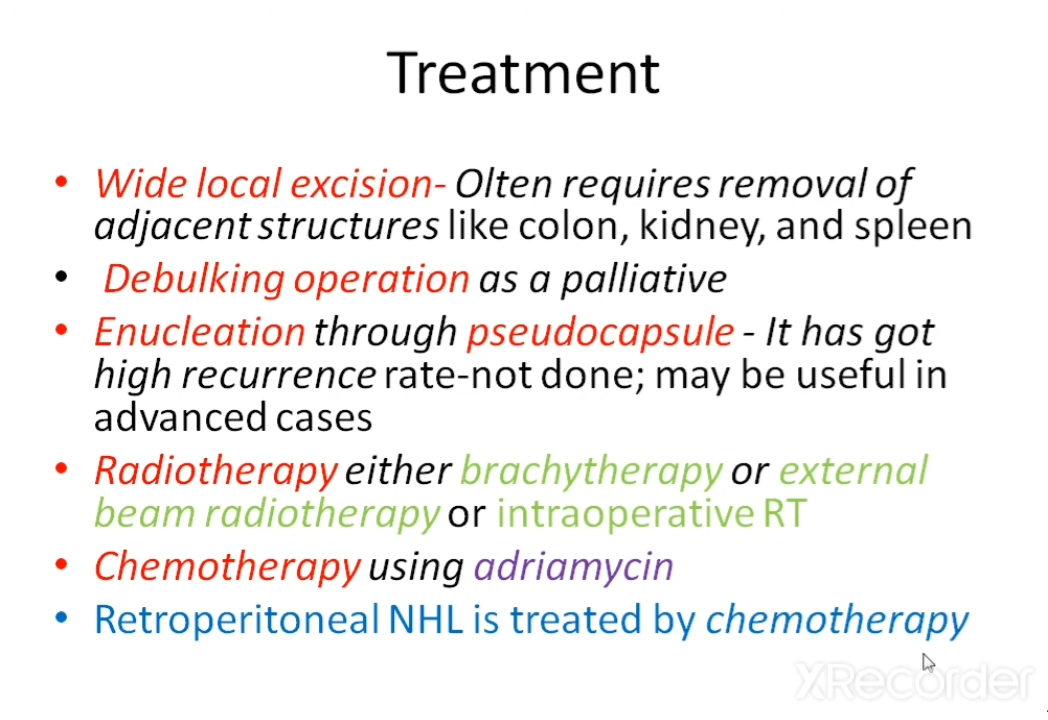 Treatment
• Wide local excision- Olten requires removal of
adjacent structures like colon, kidney, and spleen
• Debulking operation as a palliative
• Enucleation through pseudocapsule - It has got
high recurrence rate-not done; may be useful in
advanced cases
• Radiotherapy either brachytherapy or external
beam radiotherapy or intraoperative RT
• Chemotherapy using adriamycin
• Retroperitoneal NHL is treated by chemotherapy
XRecorder